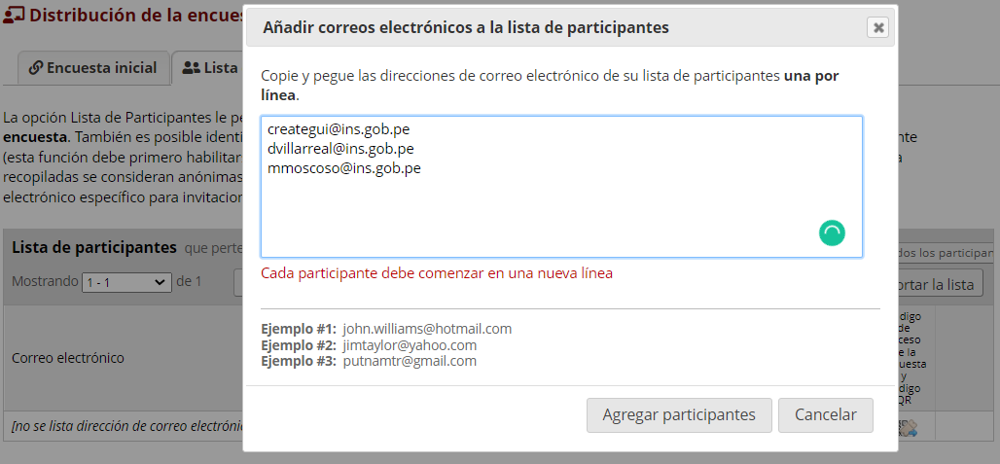 Distribución de la encues
Añadir correos electrónicos a la lista de participantes
Encuesta inicial
Lista
Copie y pegue las direcciones de correo electrónico de su lista de participantes una por
línea.
La opción Lista de Participantes le pe
encuesta. También es posible identi
(esta función debe primero habilitar
recopiladas se consideran anónimas
electrónico específico para invitacion
creategui@ins.gob.pe
dvillarreal@ins.gob.pe
mmoscoso@ins.gob.pe
Cada participante debe comenzar en una nueva línea
Lista de participantes que perte
dos los participan
Mostrando 1 - 1 de 1
ortar la lista
Ejemplo #1: john.williams@hotmail.com
Ejemplo #2: jimtaylor@yahoo.com
Ejemplo #3: putnamtr@gmail.com
Correo electrónico
digo
de
ceso
e la
uesta
y
digo
QR
Agregar participantes
Cancelar
[no se lista dirección de correo electrónic